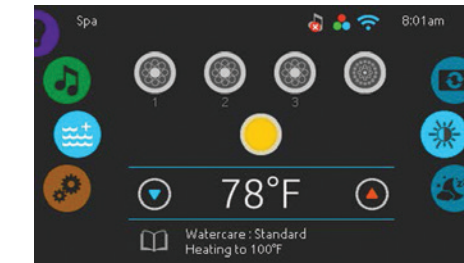 Spa
8:01am
1 2 3
78°F
Watercare : Standard
Heating to 100°F